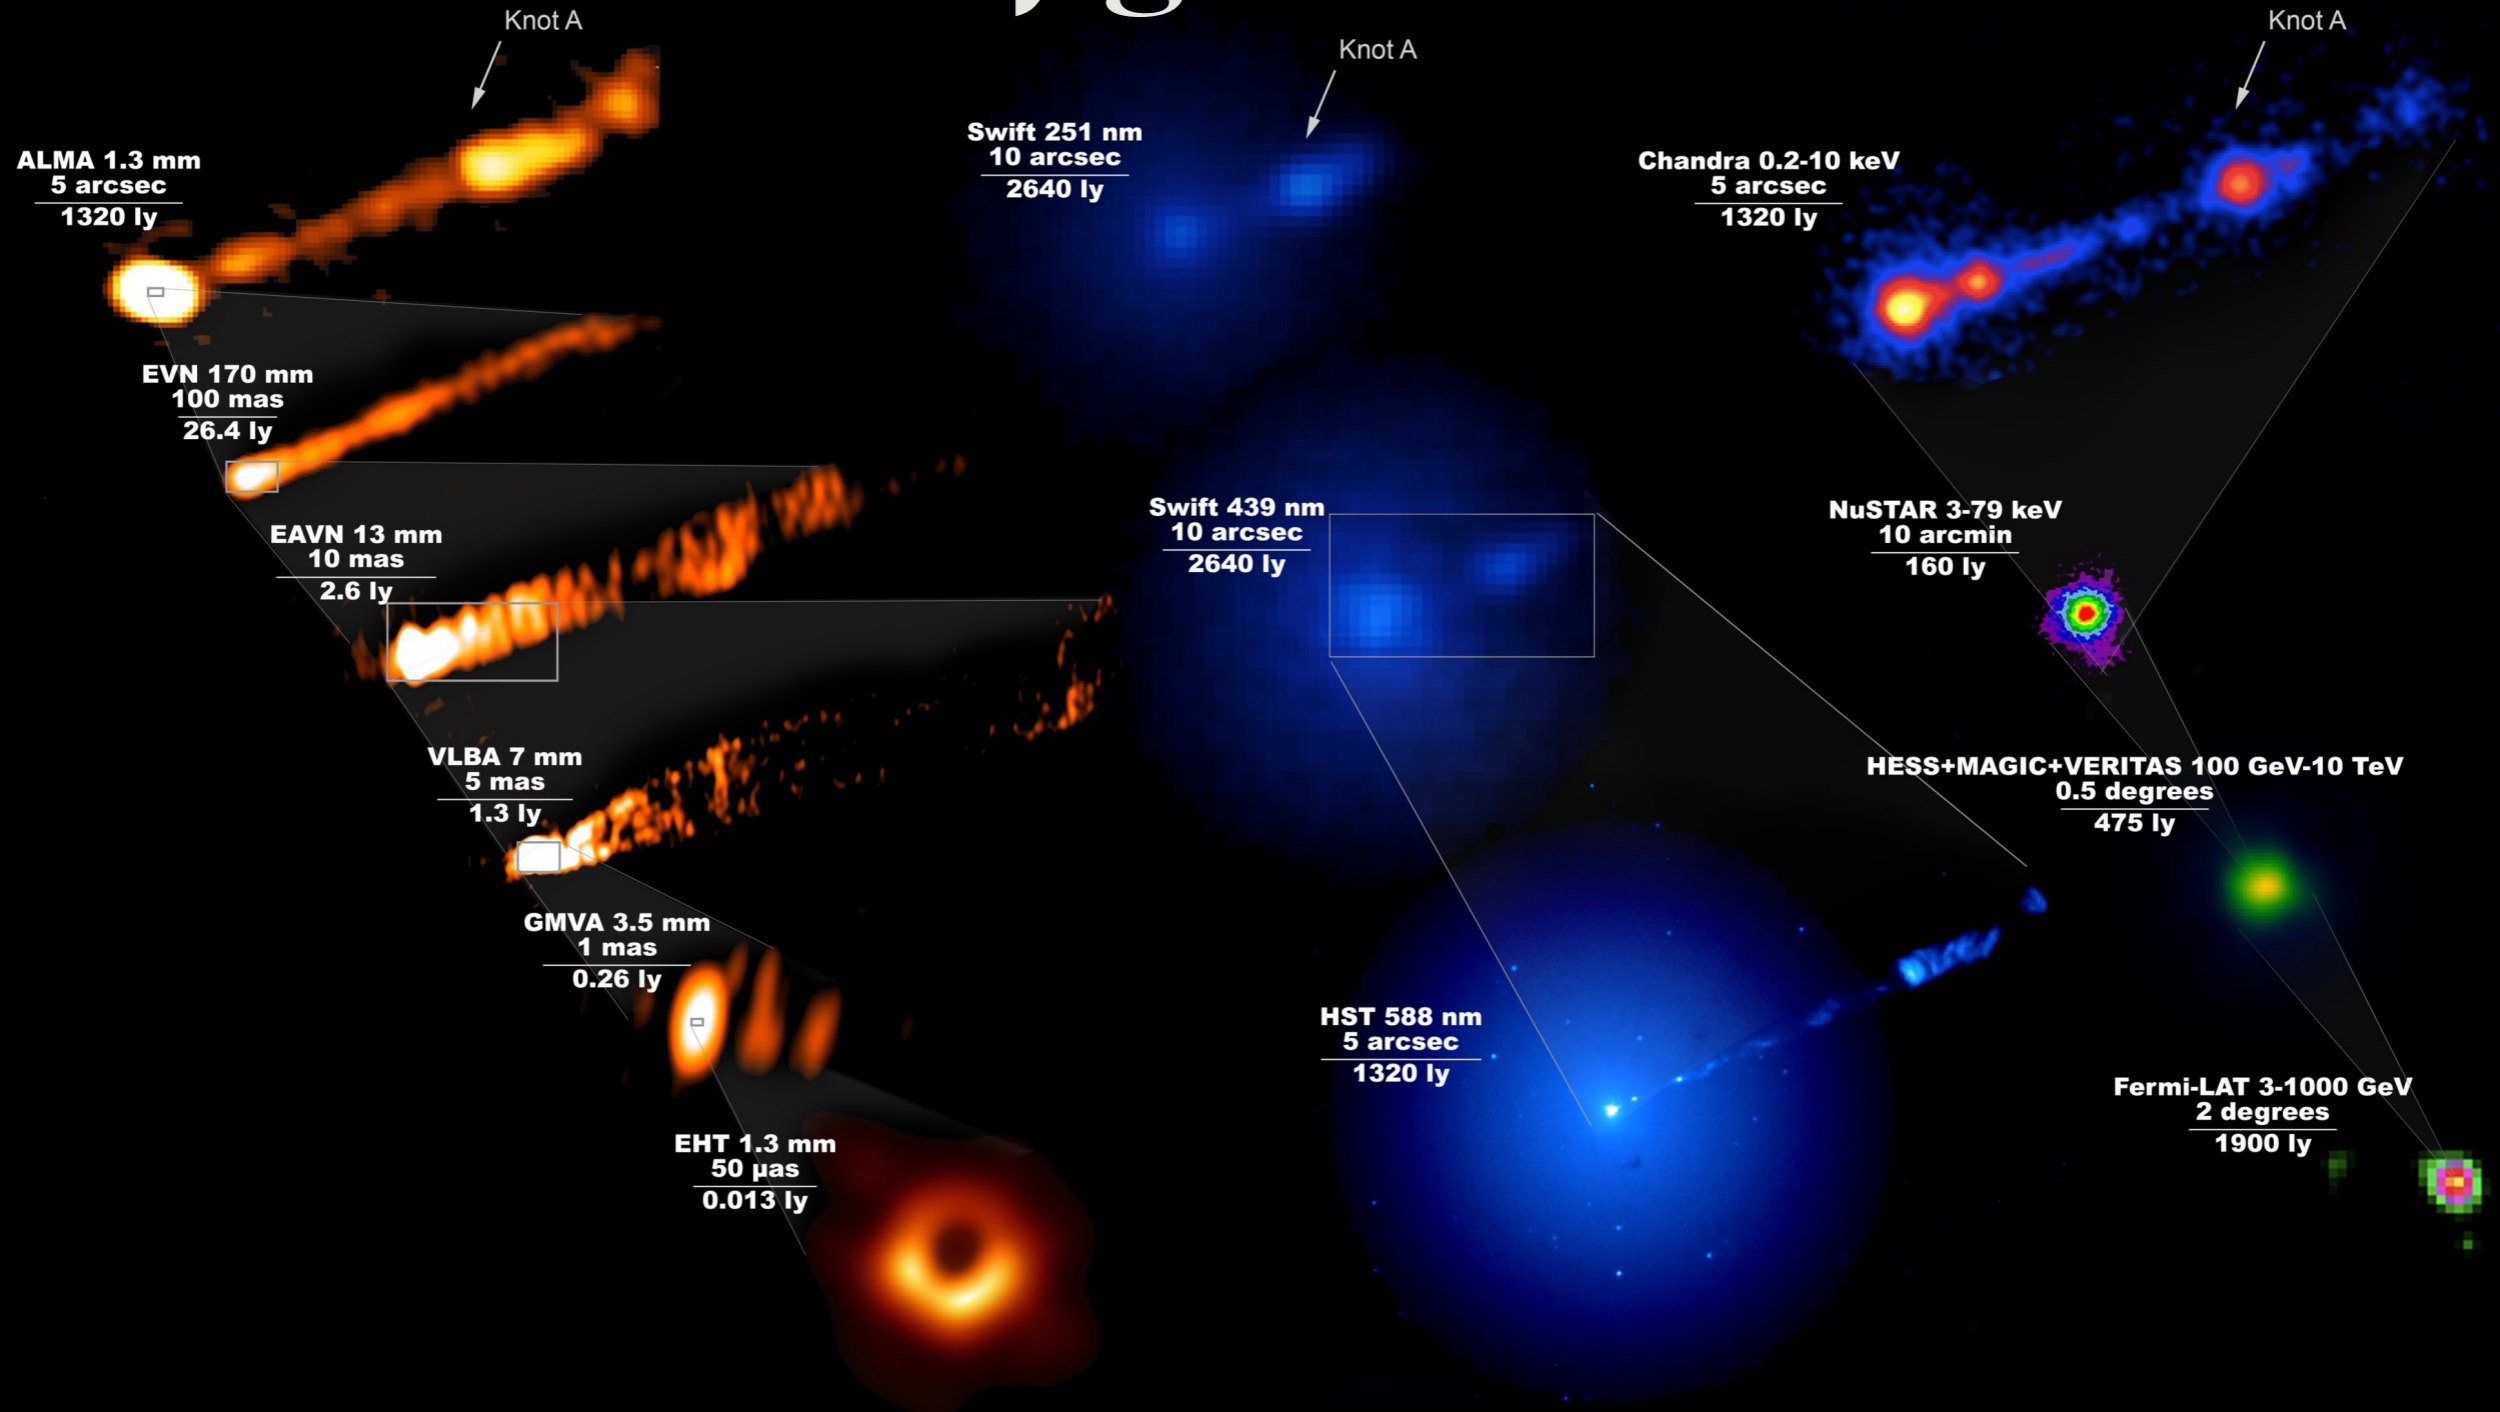 Knot A
ALMA 1.3 mm
5 arcsec
1320 ly
EVN 170 mm
100 mas
26.4 ly
EAVN 13 mm
10 mas
2.6 ly
VLBA 7 mm
5 mas
1.3 ly
GMVA 3.5 mm
1 mas
0.26 ly
EHT 1.3 mm
50 μas
0.013 ly
Knot A
Swift 251 nm
10 arcsec
2640 ly
Swift 439 nm
10 arcsec
2640 ly
HST 588 nm
5 arcsec
1320 ly
Knot A
Chandra 0.2-10 keV
5 arcsec
1320 ly
NuSTAR 3-79 keV
10 arcmin
160 ly
HESS+MAGIC+VERITAS 100 GeV-10 TeV
0.5 degrees
475 ly
Fermi-LAT 3-1000 GeV
2 degrees
1900 ly